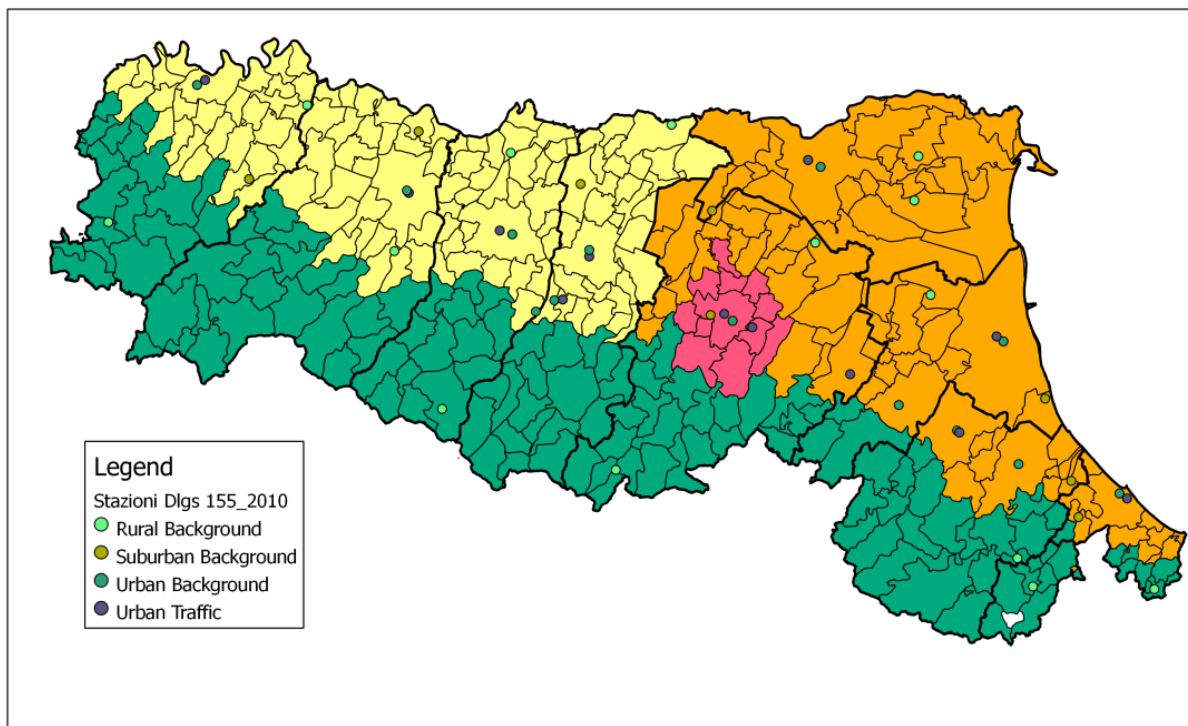 Legend
Stazioni Dlgs 155_2010
Rural Background
Suburban Background
Urban Background
Urban Traffic